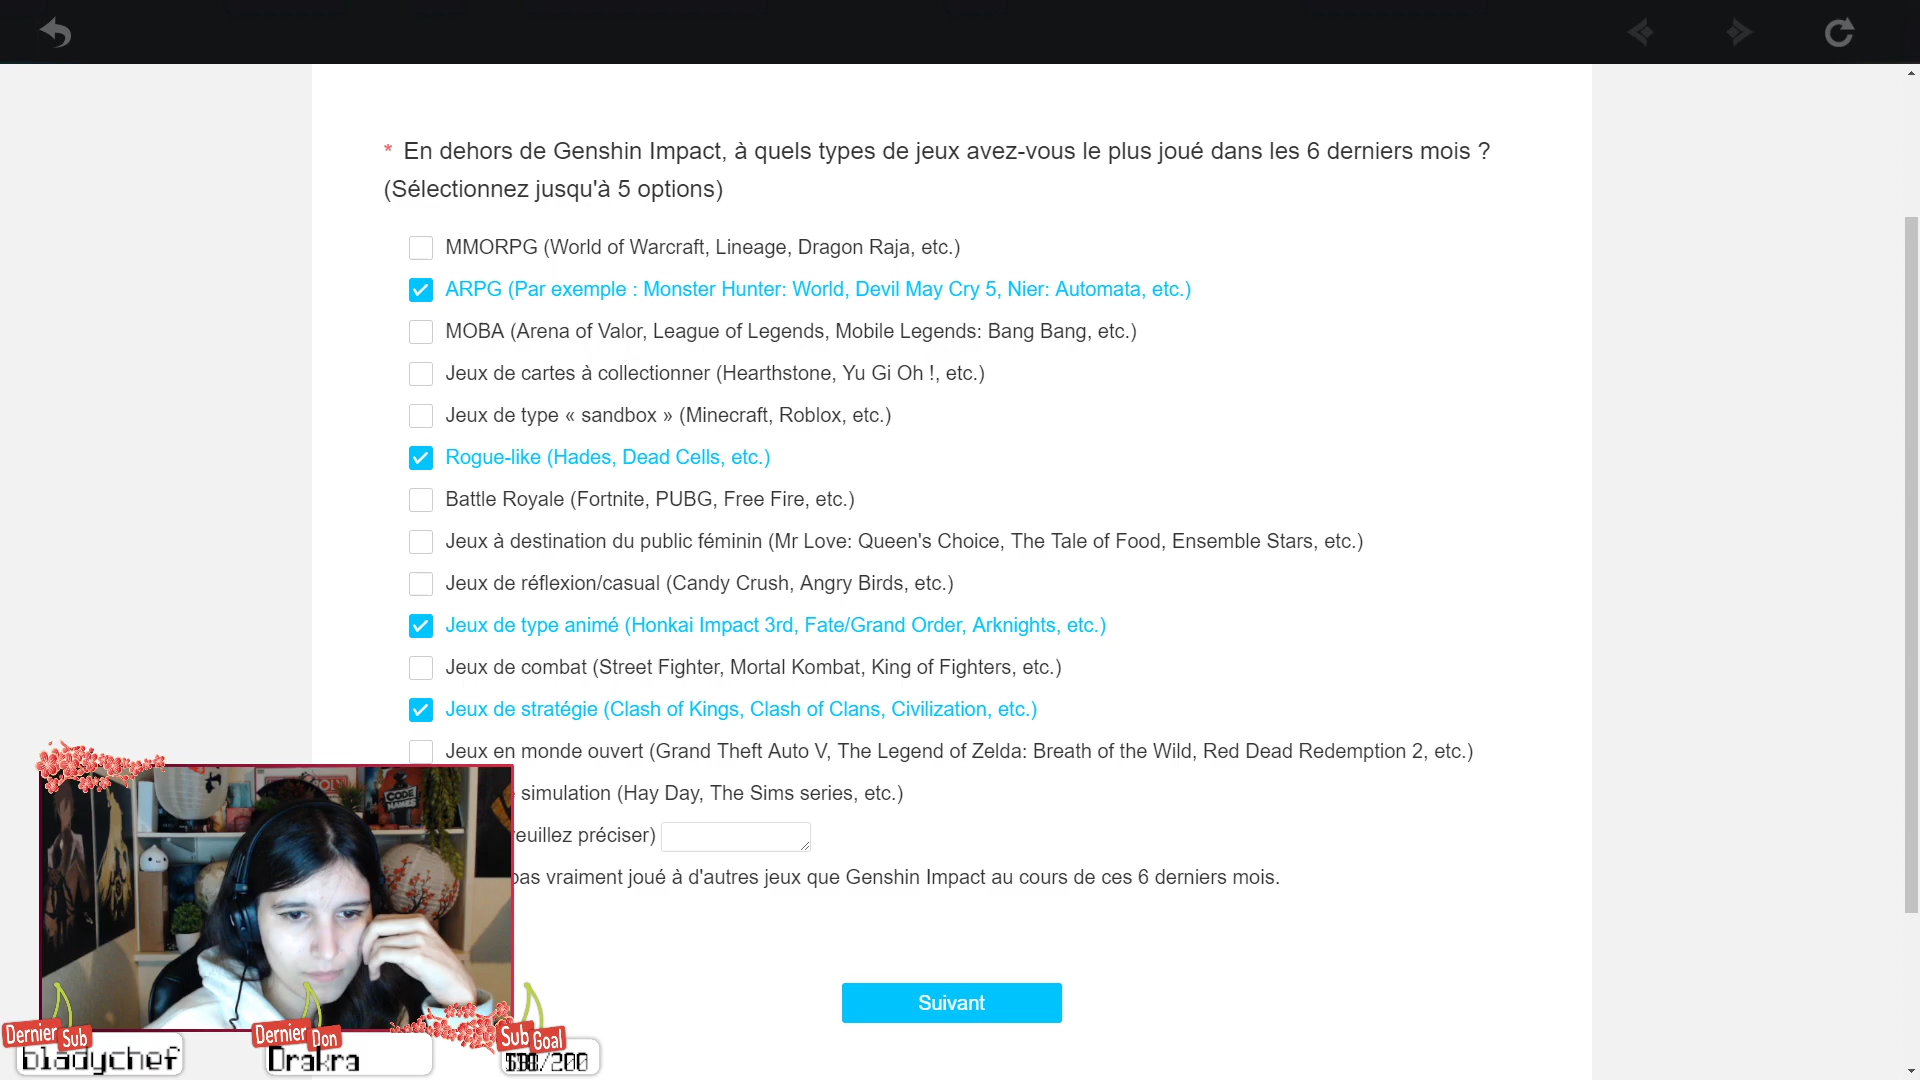 * En dehors de Genshin Impact, à quels types de jeux avez-vous le plus joué dans les 6 derniers mois ?
(Sélectionnez jusqu'à 5 options)
MMORPG (World of Warcraft, Lineage, Dragon Raja, etc.)
ARPG (Par exemple : Monster Hunter: World, Devil May Cry 5, Nier: Automata, etc.)
MOBA (Arena of Valor, League of Legends, Mobile Legends: Bang Bang, etc.)
Jeux de cartes à collectionner (Hearthstone, Yu Gi Oh !, etc.)
Jeux de type « sandbox » (Minecraft, Roblox, etc.)
Rogue-like (Hades, Dead Cells, etc.)
Battle Royale (Fortnite, PUBG, Free Fire, etc.)
Jeux à destination du public féminin (Mr Love: Queen's Choice, The Tale of Food, Ensemble Stars, etc.)
Jeux de réflexion/casual (Candy Crush, Angry Birds, etc.)
Jeux de type animé (Honkai Impact 3rd, Fate/Grand Order, Arknights, etc.)
Jeux de combat (Street Fighter, Mortal Kombat, King of Fighters, etc.)
Jeux de stratégie (Clash of Kings, Clash of Clans, Civilization, etc.)
Jeux en monde ouvert (Grand Theft Auto V, The Legend of Zelda: Breath of the Wild, Red Dead Redemption 2, etc.)
simulation (Hay Day, The Sims series, etc.)
euillez préciser)
pas vraiment joué à d'autres jeux que Genshin Impact au cours de ces 6 derniers mois.
CODE NAMES
Suivant
Dernier Sub
bladychef
Dernier Don
Drakra
Sub Goal
/200